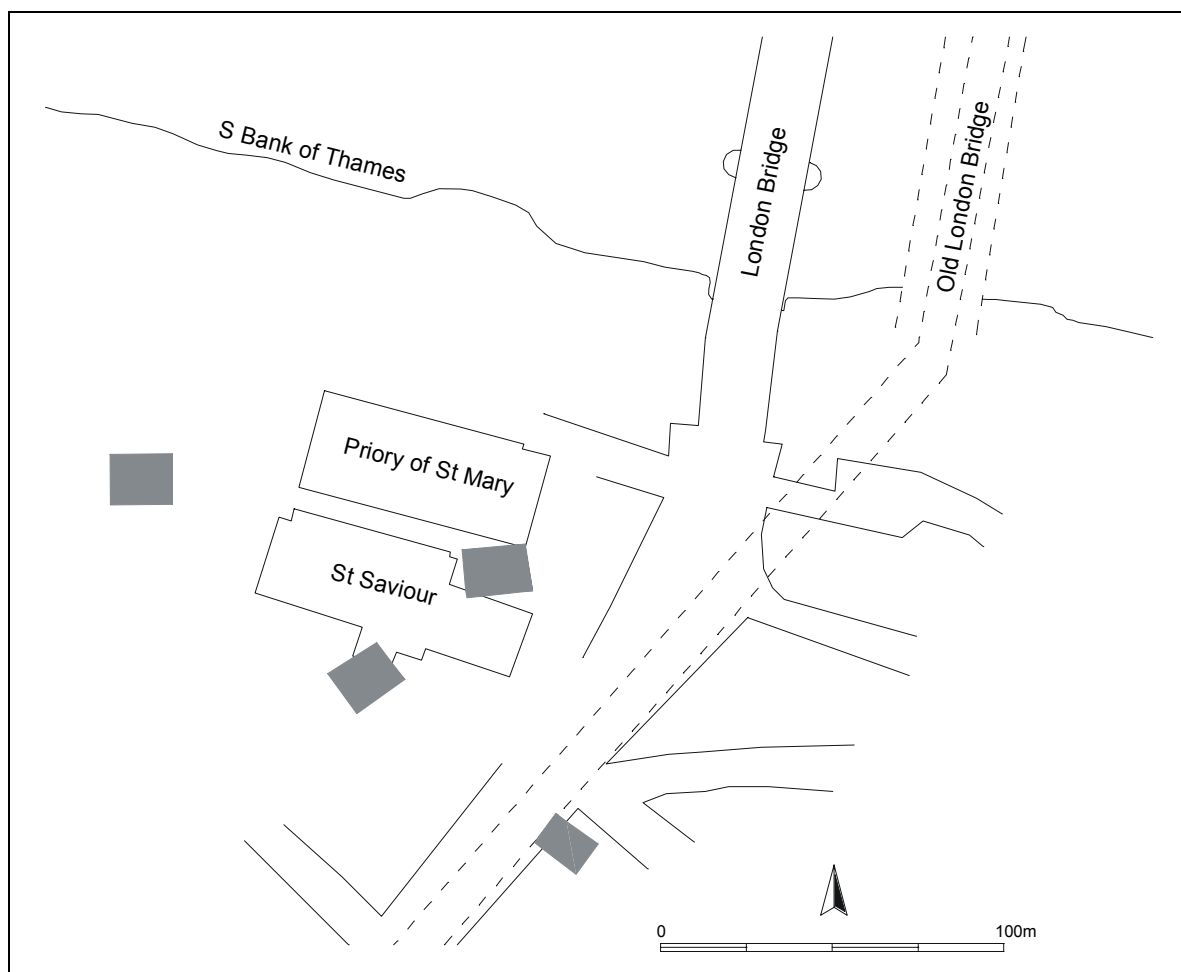 S Bank of Thames
London Bridge
Old London Bridge
Priory of St Mary
St Saviour
0 100m